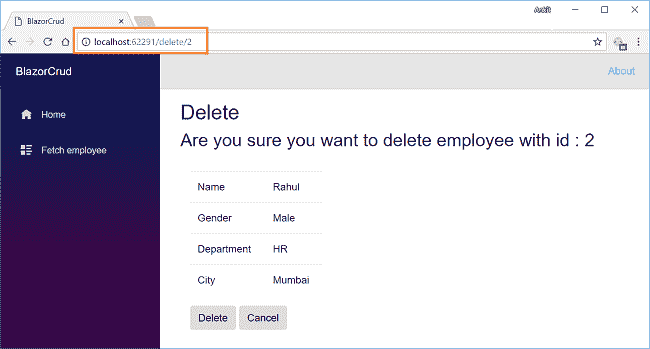 Ankit
BlazorCrud
localhost:62291/delete/2
BlazorCrud
About
Home
Fetch employee
Delete
Are you sure you want to delete employee with id : 2
Name Rahul
Gender Male
Department HR
City Mumbai
Delete Cancel